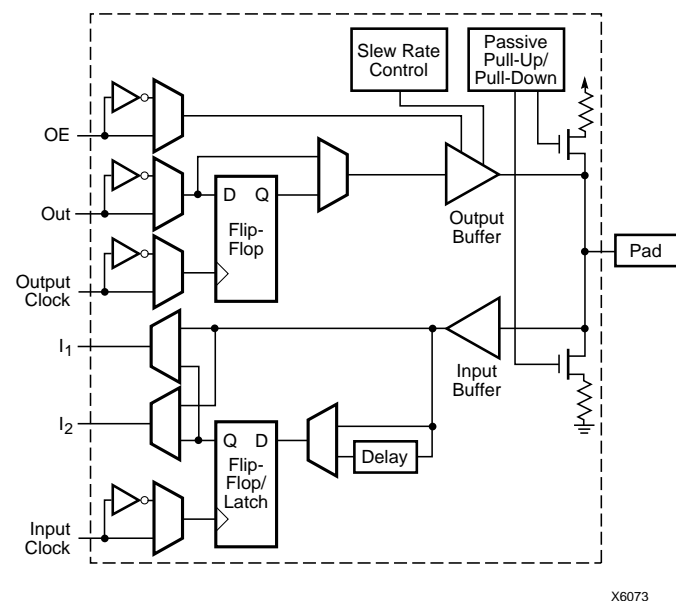 Slew Rate
Control
Passive
Pull-Up/
Pull-Down
OE
Out
D Q
Flip-
Flop
Output
Buffer
Output
Clock
Pad
I1
Input
Buffer
I2
Q D
Flip-
Flop/
Latch
Delay
Input
Clock
X6073